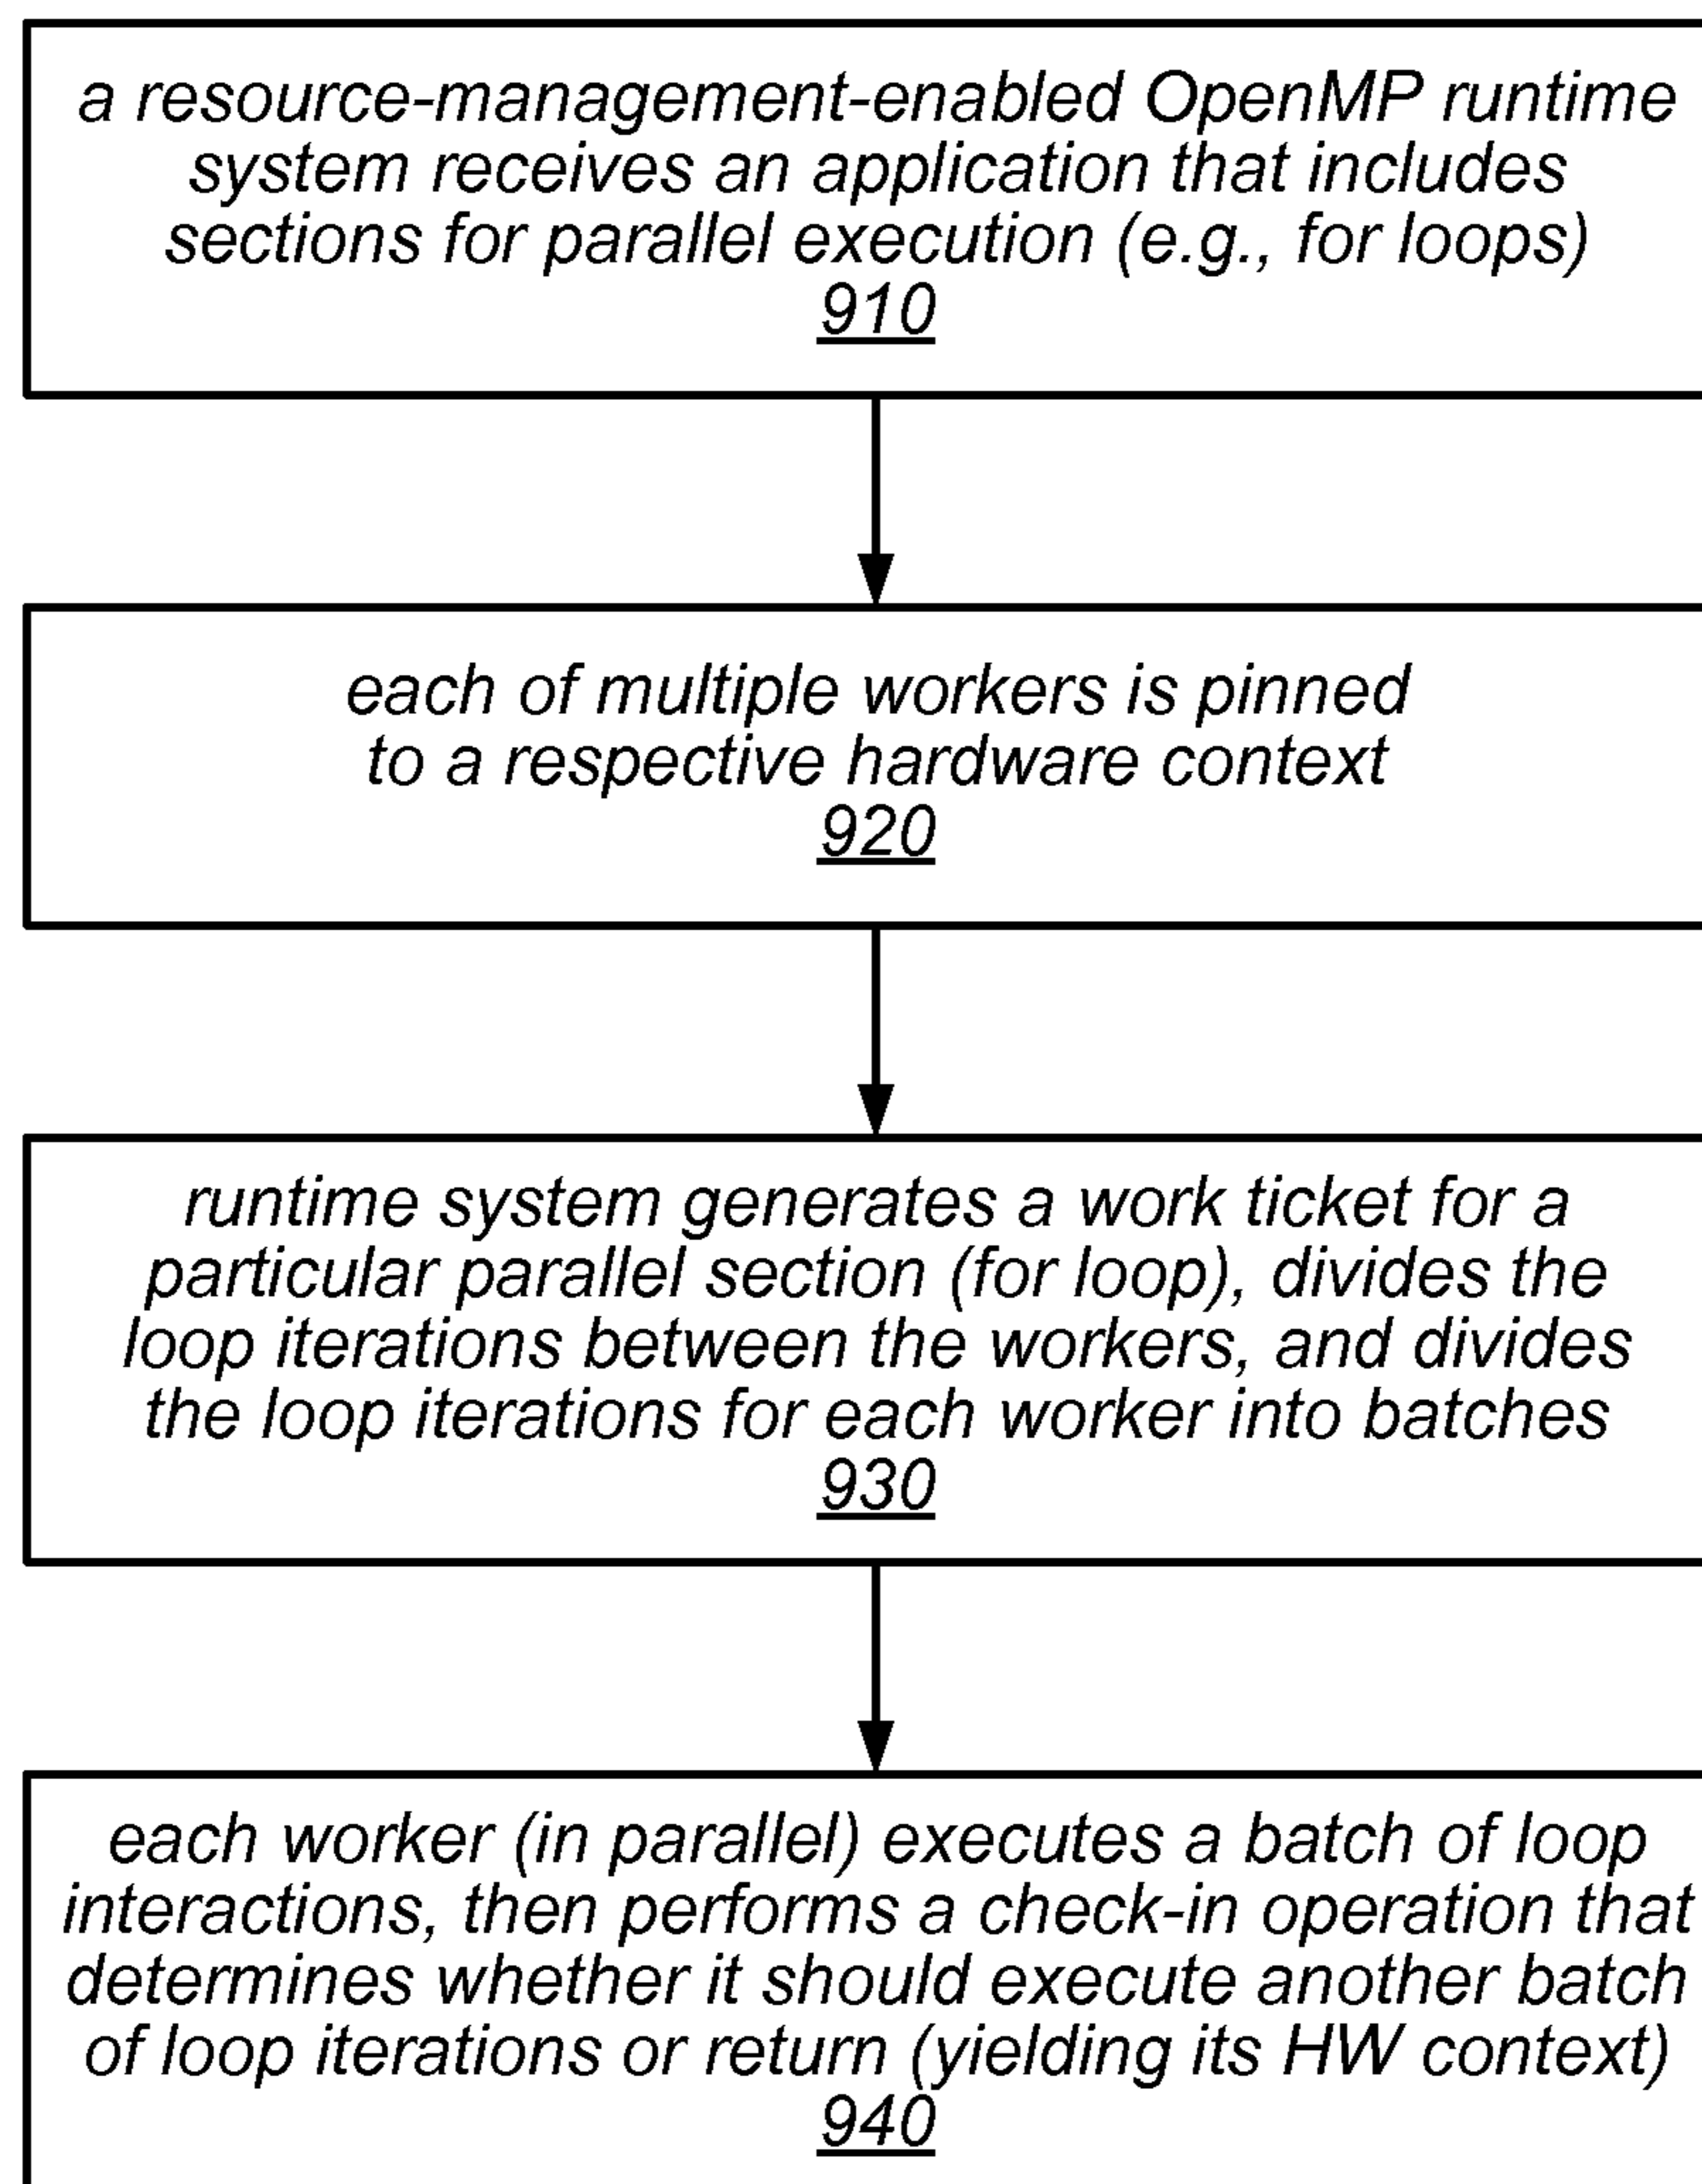 a resource-management-enabled OpenMP runtime
system receives an application that includes
sections for parallel execution (e.g., for loops)
910
each of multiple workers is pinned
to a respective hardware context
920
runtime system generates a work ticket for a
particular parallel section (for loop), divides the
loop iterations between the workers, and divides
the loop iterations for each worker into batches
930
each worker (in parallel) executes a batch of loop
interactions, then performs a check-in operation that
determines whether it should execute another batch
of loop iterations or return (yielding its HW context)
940